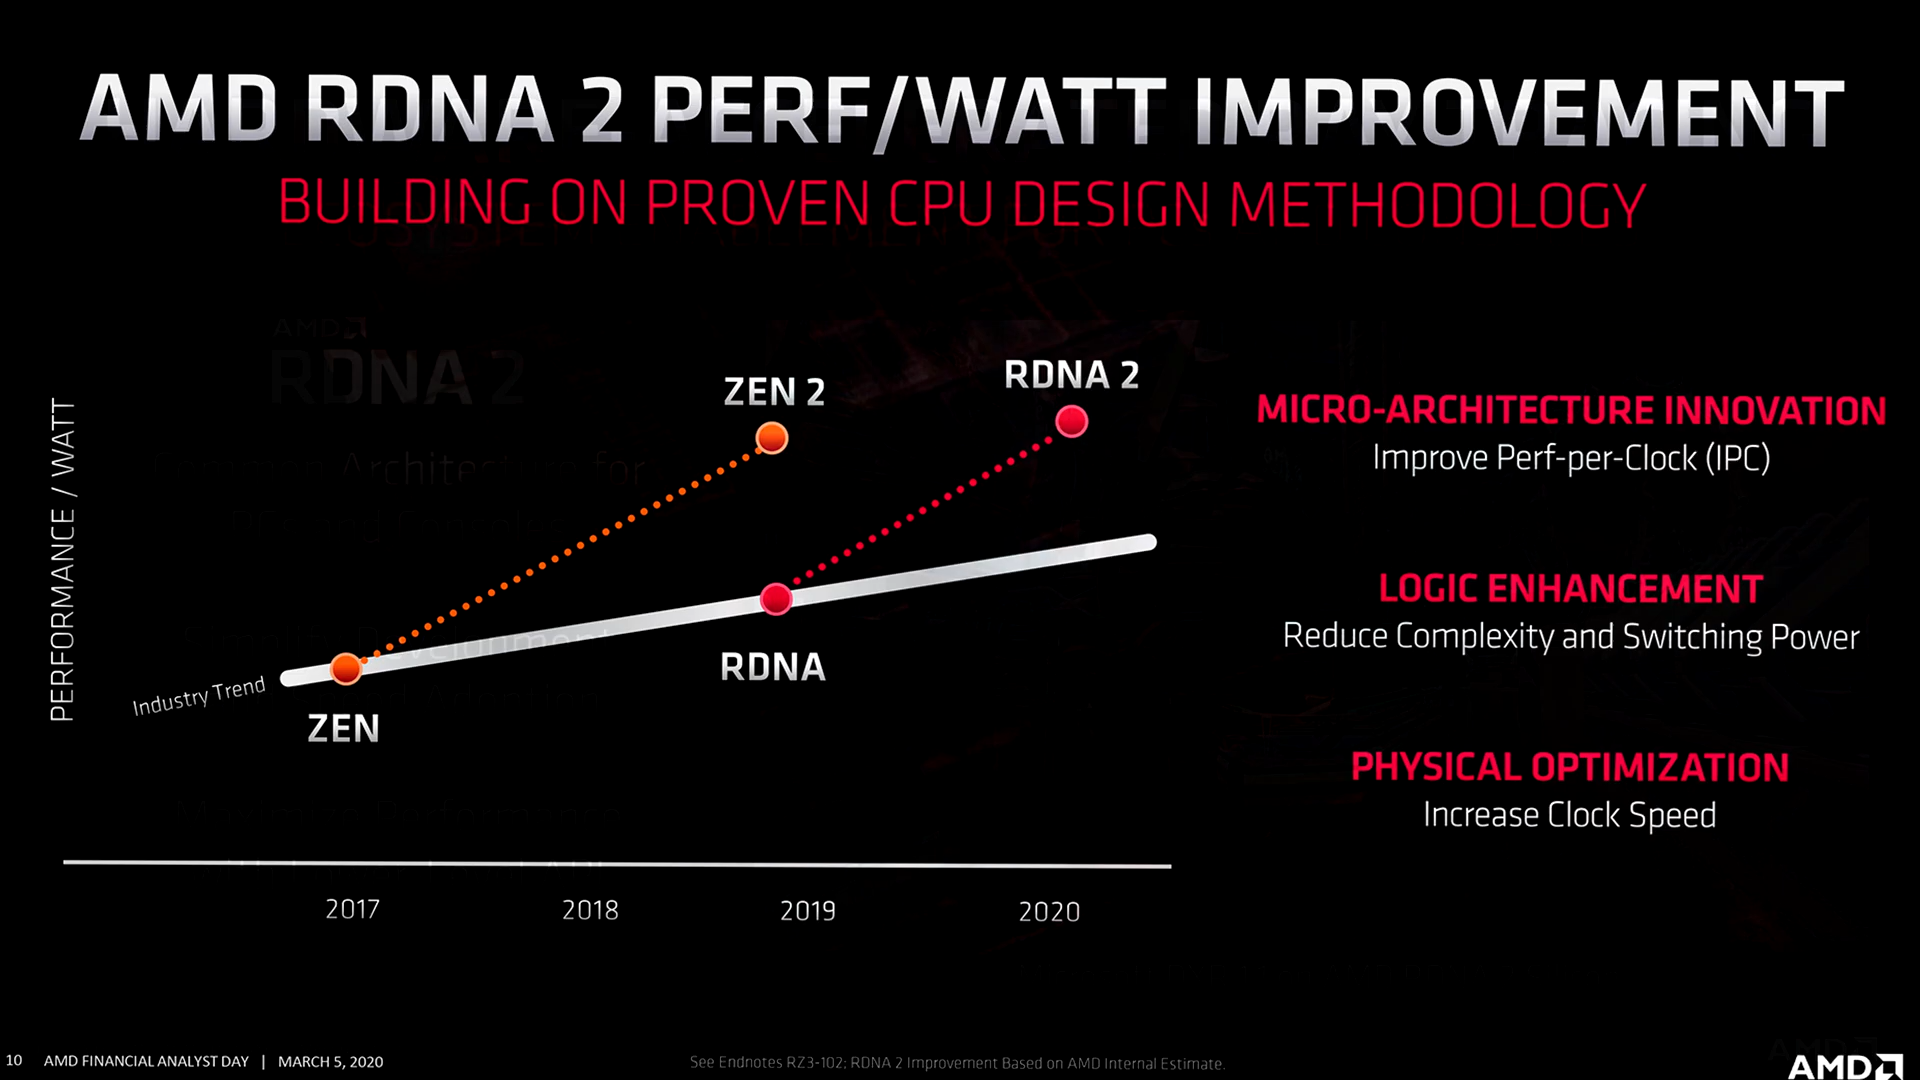 AMD RDNA 2 PERF/WATT IMPROVEMENT
BUILDING ON PROVEN CPU DESIGN METHODOLOGY
AMD
RDNA 2
PERFORMANCE / WATT
ZEN 2
RDNA 2
Industry Trend
ZEN
RDNA
2017
2018
2019
2020
MICRO-ARCHITECTURE INNOVATION
Improve Perf-per-Clock (IPC)
LOGIC ENHANCEMENT
Reduce Complexity and Switching Power
PHYSICAL OPTIMIZATION
Increase Clock Speed
10 AMD FINANCIAL ANALYST DAY | MARCH 5, 2020
See Endnotes RZ3-102; RDNA 2 Improvement Based on AMD Internal Estimate.
AMD